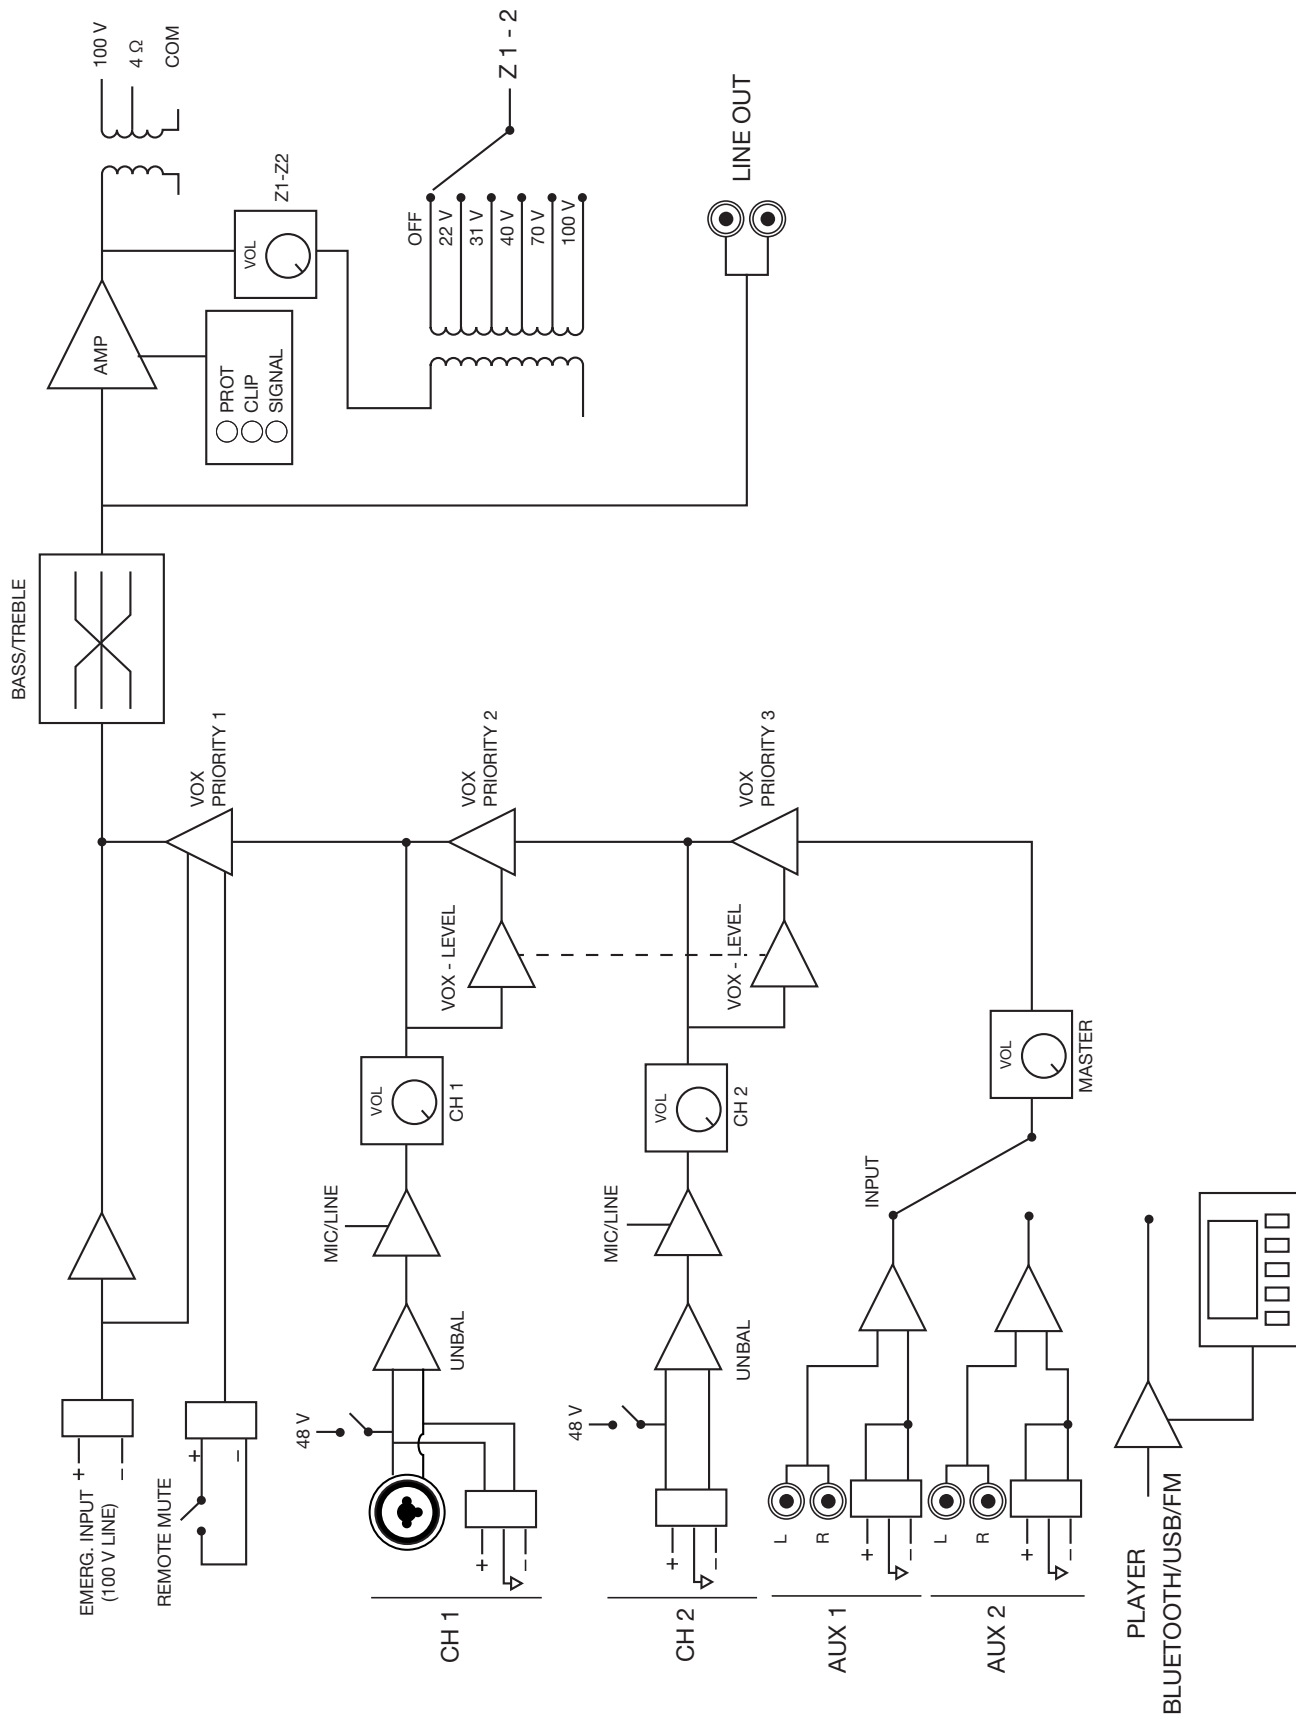 EMERG. INPUT
(100 V LINE)
+
–
REMOTE MUTE
+
–
BASS/TREBLE
AMP
PROT
CLIP
SIGNAL
100 V
4 Ω
COM
VOL
Z1-Z2
OFF
22 V
31 V
40 V
70 V
100 V
Z 1 - 2
LINE OUT
VOX
PRIORITY 1
CH 1
+
–
48 V
UNBAL
MIC/LINE
VOL
CH 1
VOX - LEVEL
VOX
PRIORITY 2
CH 2
+
–
48 V
UNBAL
MIC/LINE
VOL
CH 2
VOX - LEVEL
VOX
PRIORITY 3
AUX 1
L
R
+
–
INPUT
VOL
MASTER
AUX 2
L
R
+
–
PLAYER
BLUETOOTH/USB/FM